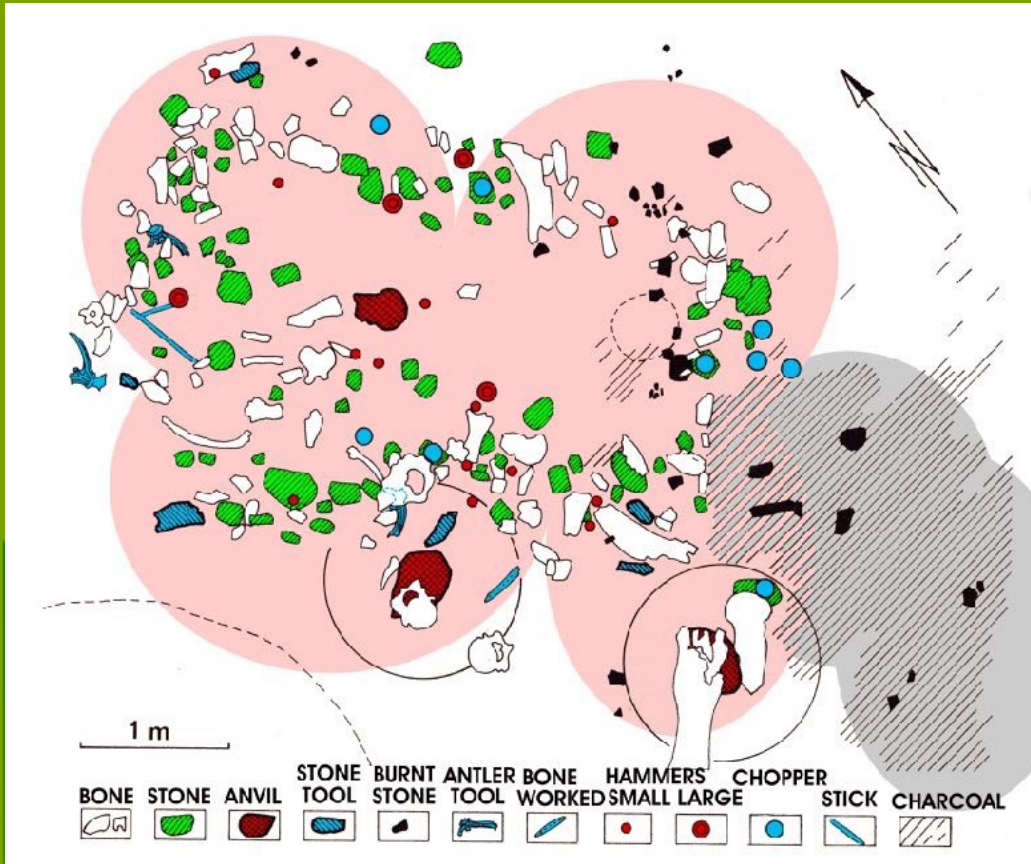 1 m
STONE BURNT ANTLER BONE HAMMERS CHOPPER
BONE STONE ANVIL TOOL STONE TOOL WORKED SMALL LARGE STICK CHARCOAL